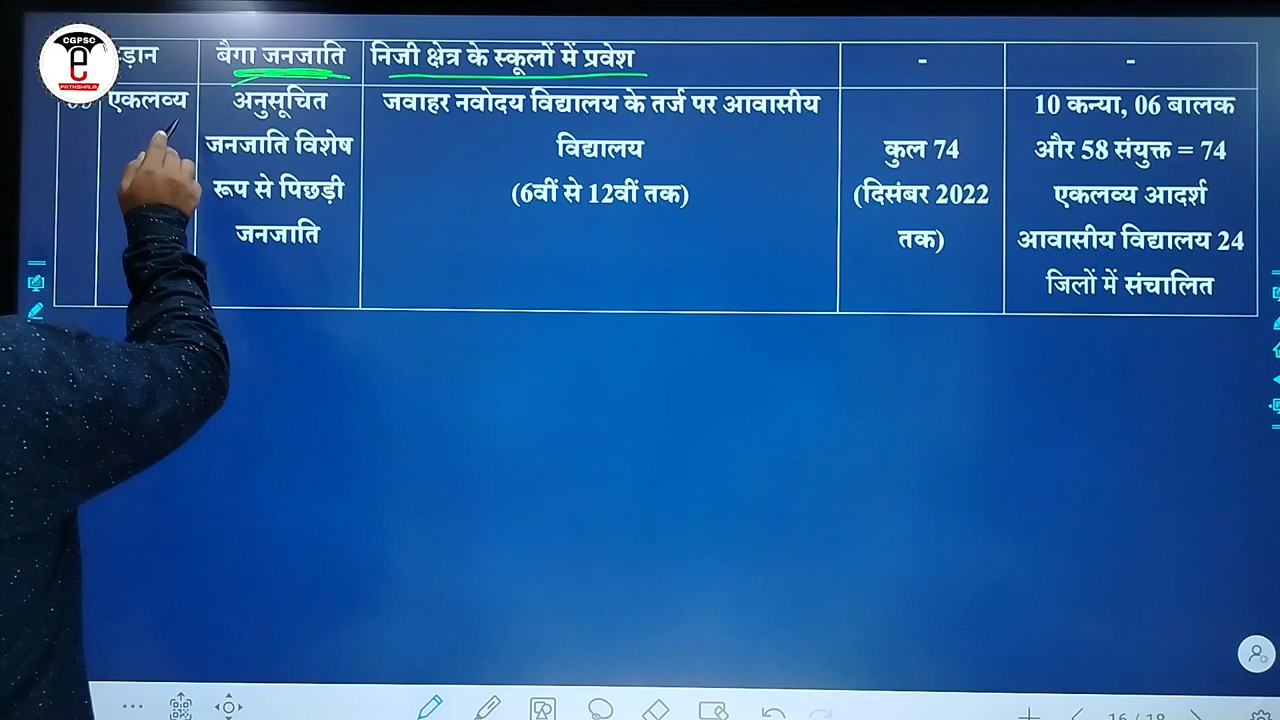 CGPSC
e
PATHSHALA
ड़ान
बैगा जनजाति
निजी क्षेत्र के स्कूलों में प्रवेश
-
-
एकलव्य
अनुसूचित
जनजाति विशेष
रूप से पिछड़ी
जनजाति
जवाहर नवोदय विद्यालय के तर्ज पर आवासीय
विद्यालय
(6वीं से 12वीं तक)
कुल 74
(दिसंबर 2022
तक)
10 कन्या, 06 बालक
और 58 संयुक्त = 74
एकलव्य आदर्श
आवासीय विद्यालय 24
जिलों में संचालित